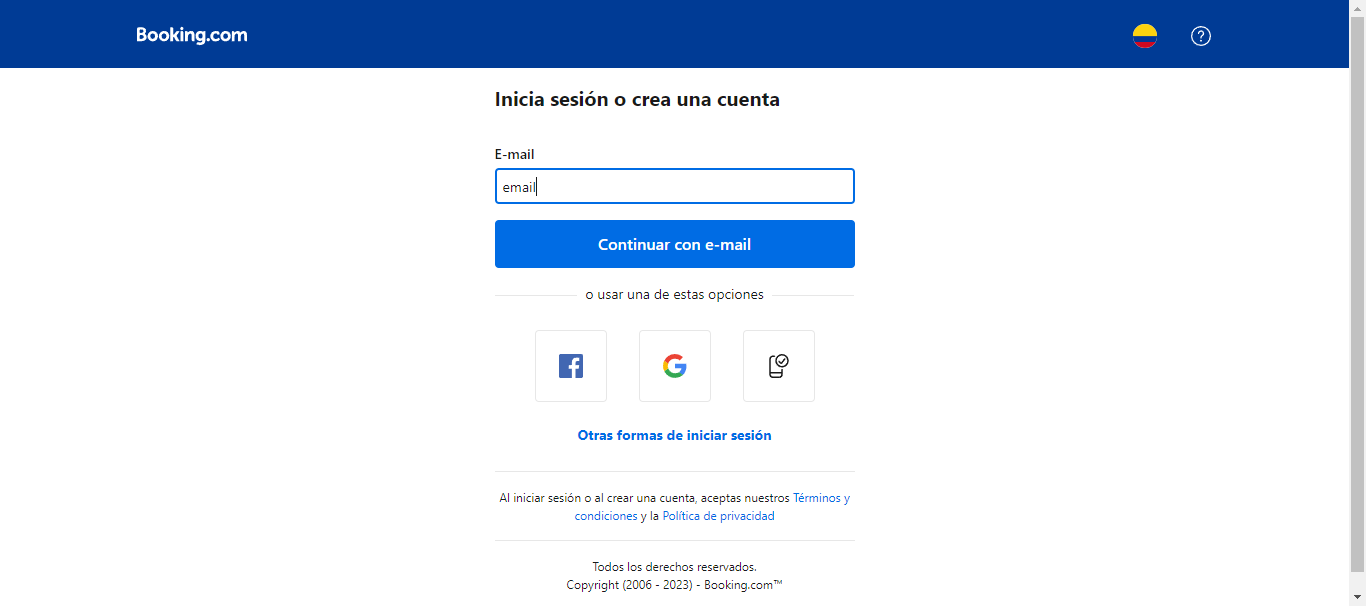 Booking.com
Inicia sesión o crea una cuenta
E-mail
email
Continuar con e-mail
o usar una de estas opciones
Otras formas de iniciar sesión
Al iniciar sesión o al crear una cuenta, aceptas nuestros Términos y
condiciones y la Política de privacidad
Todos los derechos reservados.
Copyright (2006 - 2023) - Booking.com™